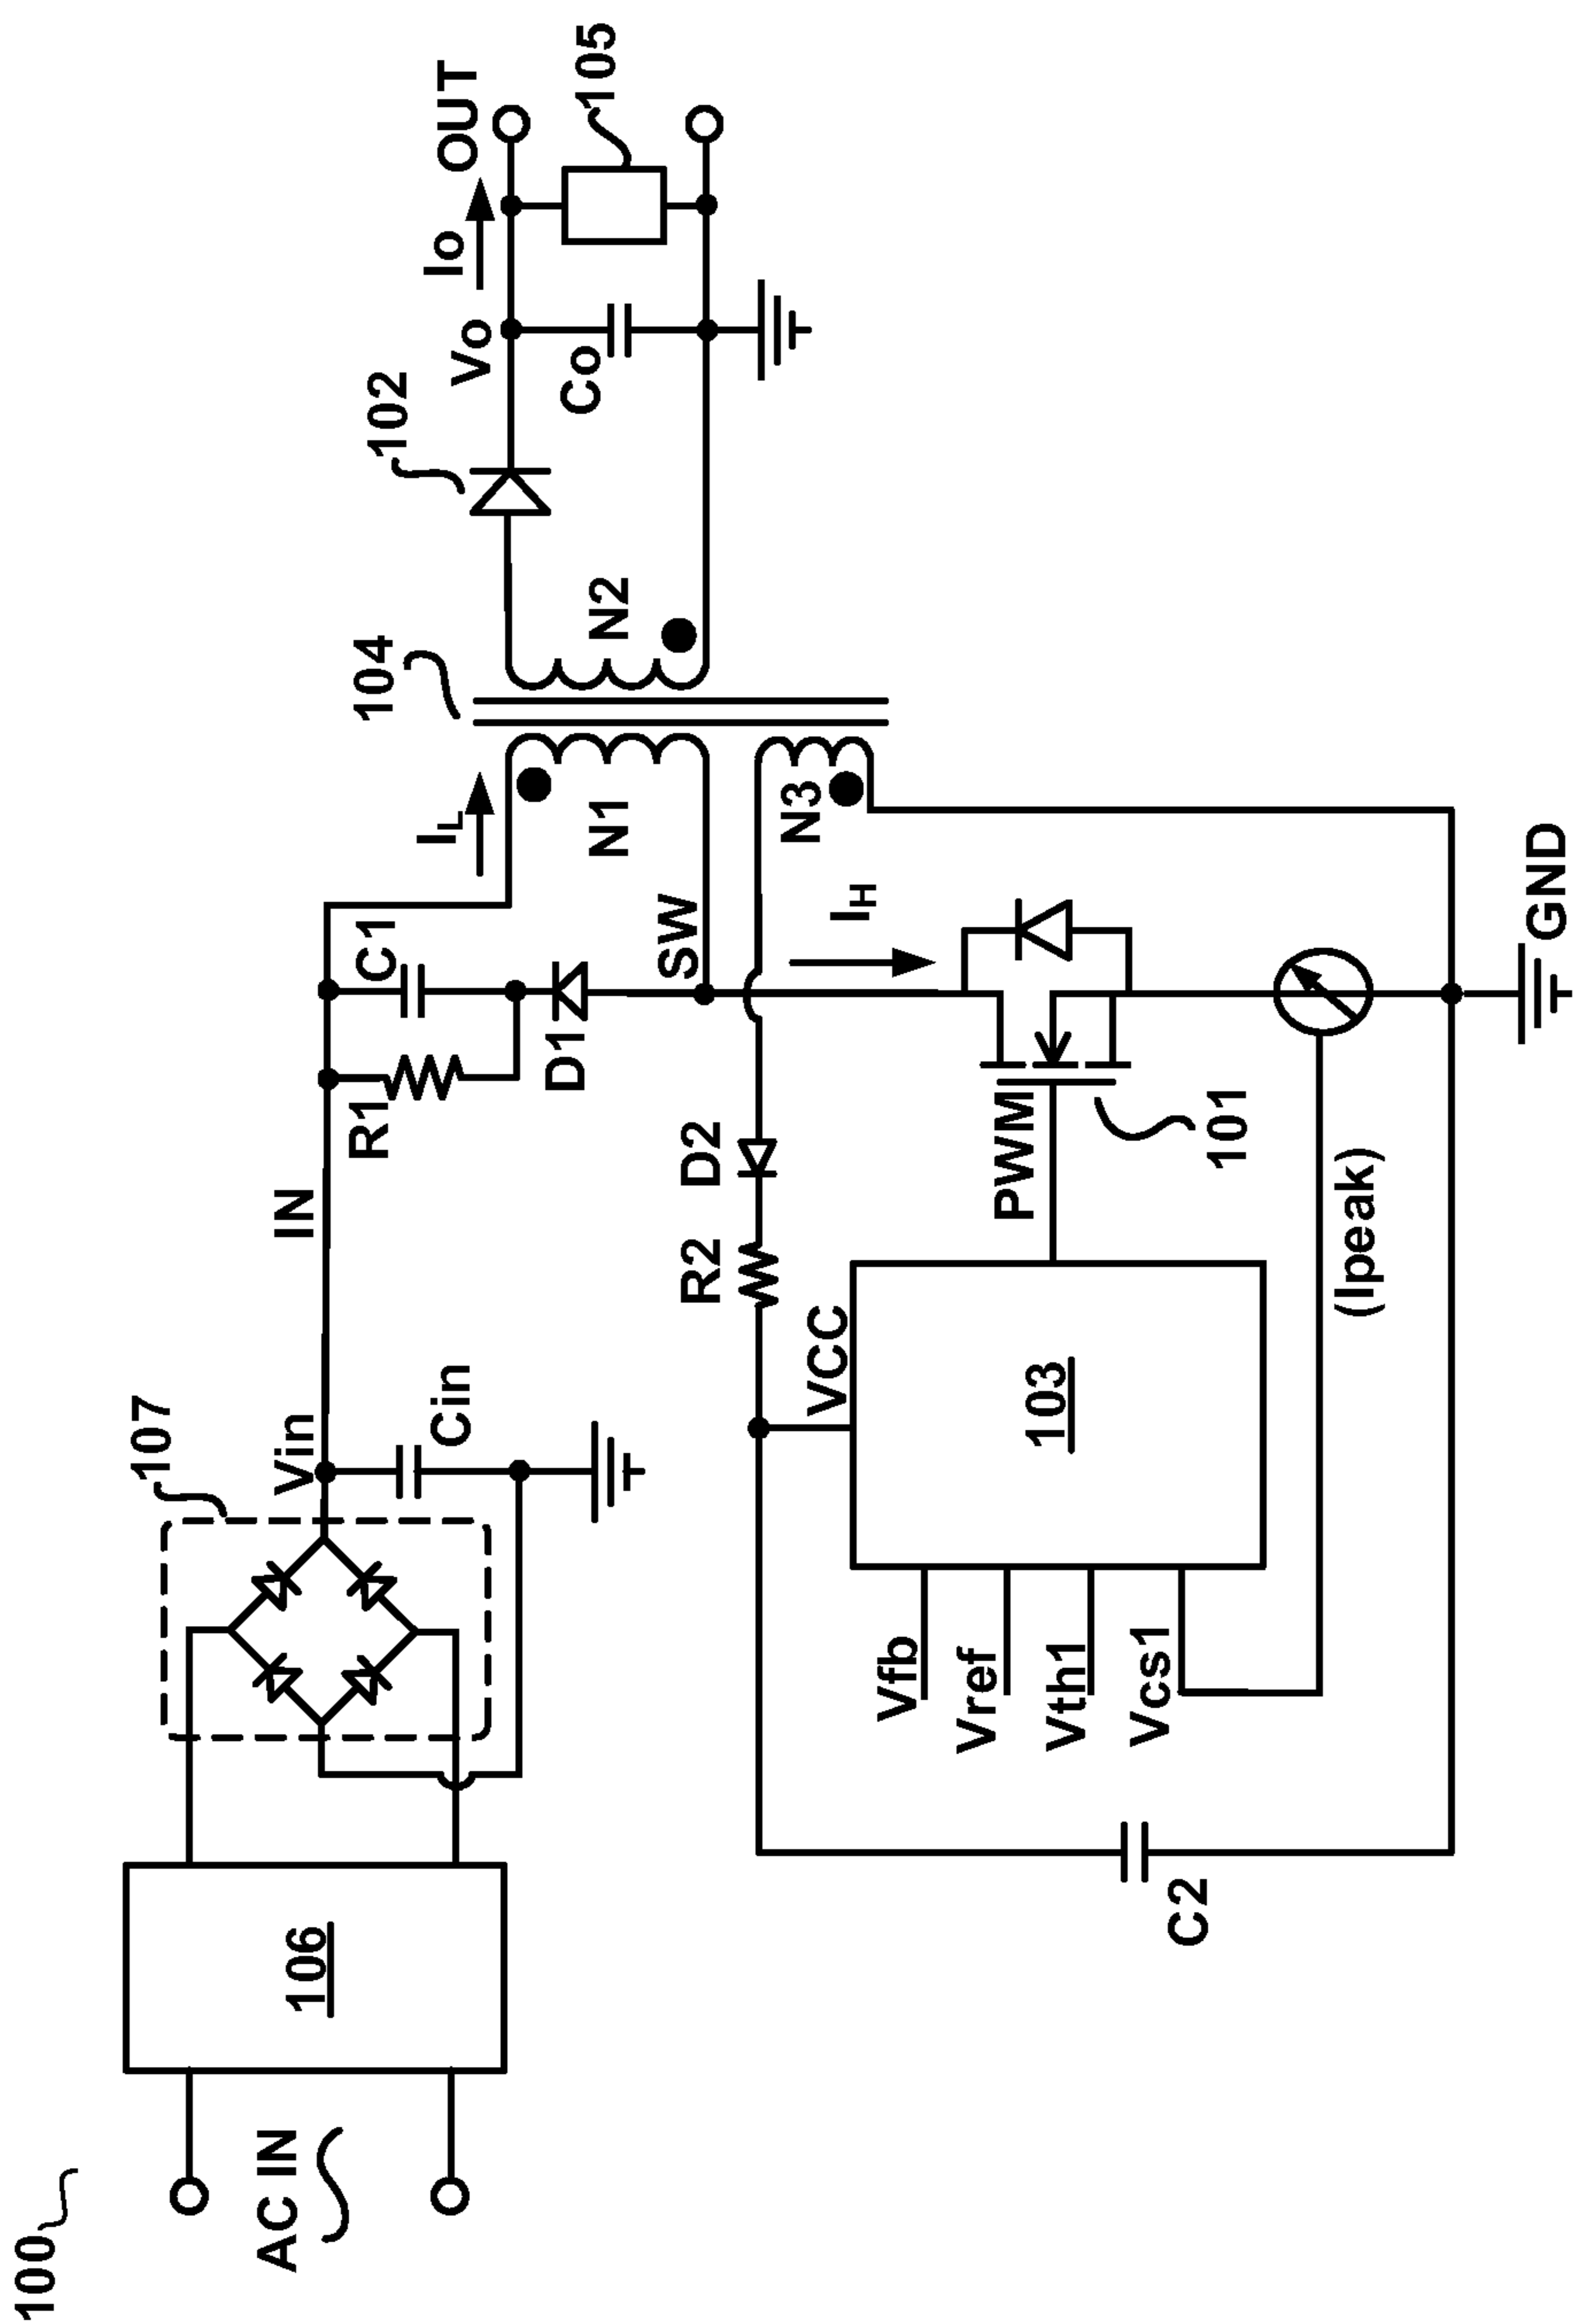 100
AC IN
106
107
Vin
Cin
IN
R1
C1
D1
SW
IL
104
N1
N2
N3
102
Vo
Co
Io
OUT
105
IH
D2
R2
VCC
PWM
101
103
Vfb
Vref
Vth1
Vcs1
(Ipeak)
C2
GND